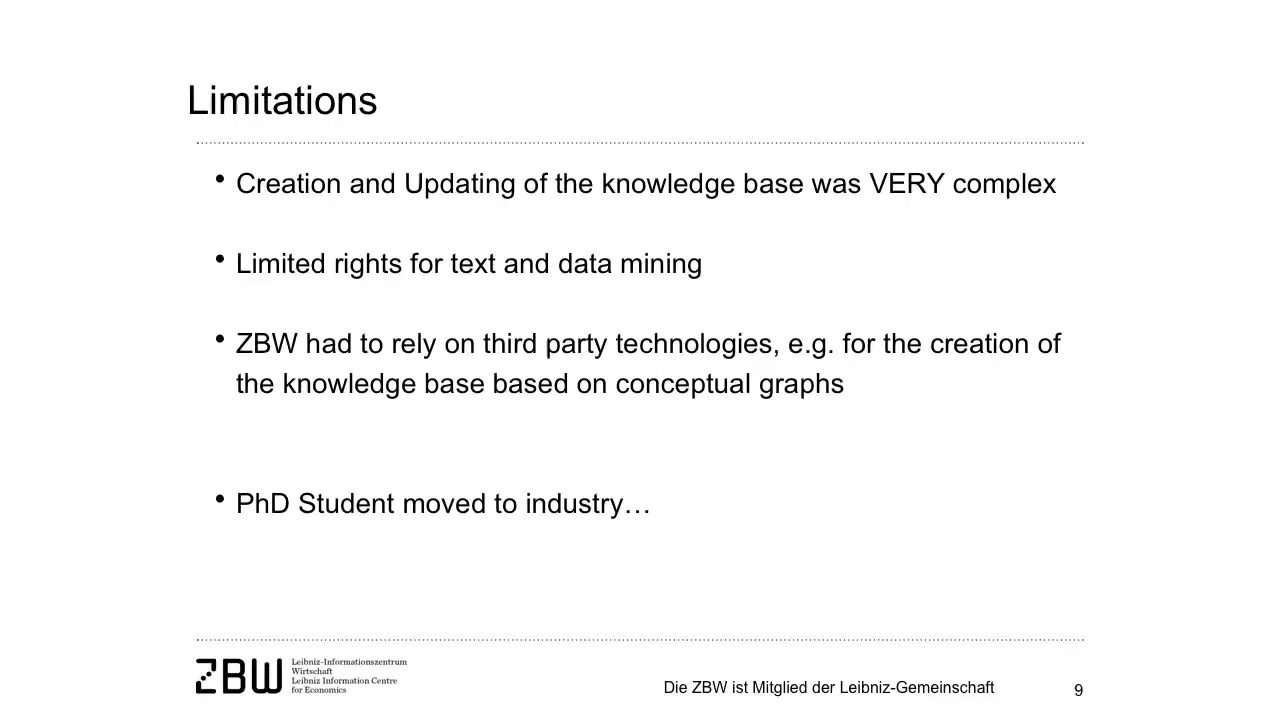 Limitations
• Creation and Updating of the knowledge base was VERY complex
• Limited rights for text and data mining
• ZBW had to rely on third party technologies, e.g. for the creation of
the knowledge base based on conceptual graphs
• PhD Student moved to industry…
ZBW
Leibniz-Informationszentrum
Wirtschaft
Leibniz Information Centre
for Economics
Die ZBW ist Mitglied der Leibniz-Gemeinschaft
9